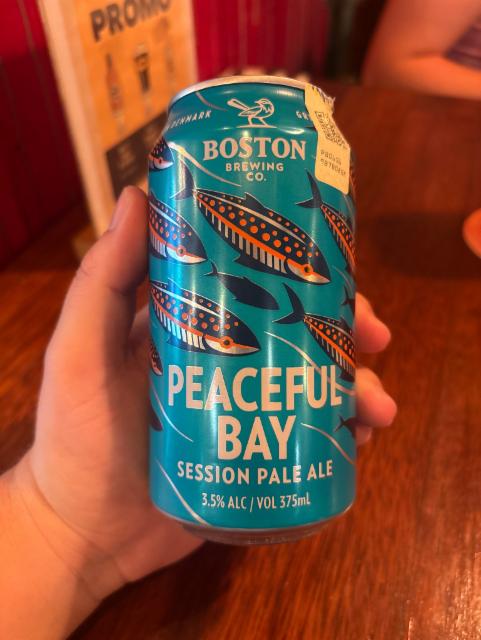 PROMO
DENMARK
BOSTON
BREWING
CO.
PEACEFUL
BAY
SESSION PALE ALE
3.5% ALC / VOL 375mL